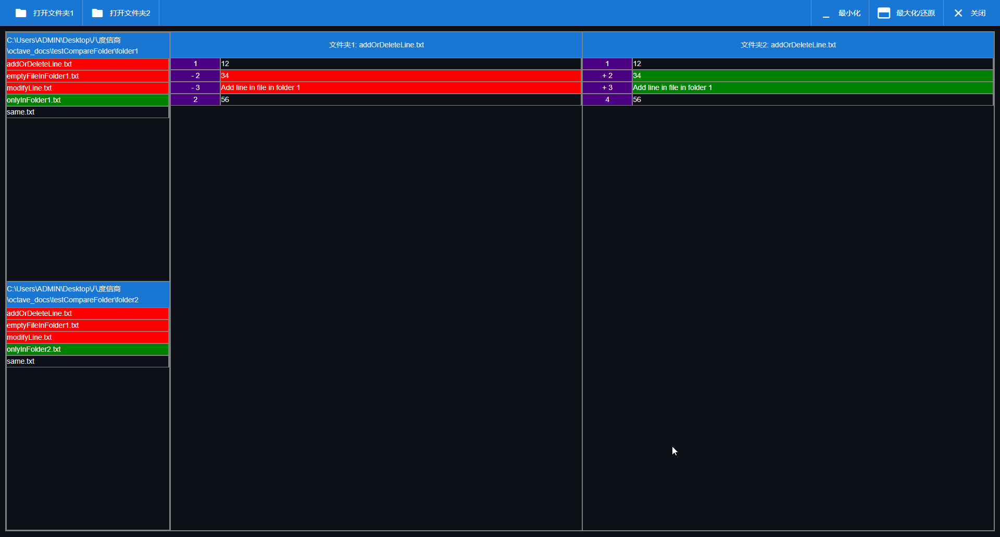 打开文件夹1
打开文件夹2
最小化
最大化/还原
关闭
C:\Users\ADMIN\Desktop\八度信商
\octave_docs\testCompareFolder\folder1
addOrDeleteLine.txt
emptyFileInFolder1.txt
modifyLine.txt
onlyInFolder1.txt
same.txt
C:\Users\ADMIN\Desktop\八度信商
\octave_docs\testCompareFolder\folder2
addOrDeleteLine.txt
emptyFileInFolder1.txt
modifyLine.txt
onlyInFolder2.txt
same.txt
文件夹1: addOrDeleteLine.txt
1 12
- 2 34
- 3 Add line in file in folder 1
2 56
文件夹2: addOrDeleteLine.txt
1 12
+ 2 34
+ 3 Add line in file in folder 1
4 56